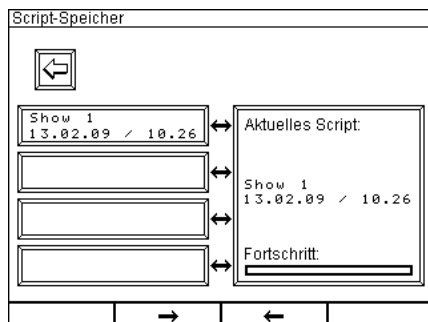 Script-Speicher
Show 1
13.02.09 / 10.26
Aktuelles Script:
Show 1
13.02.09 / 10.26
Fortschritt: